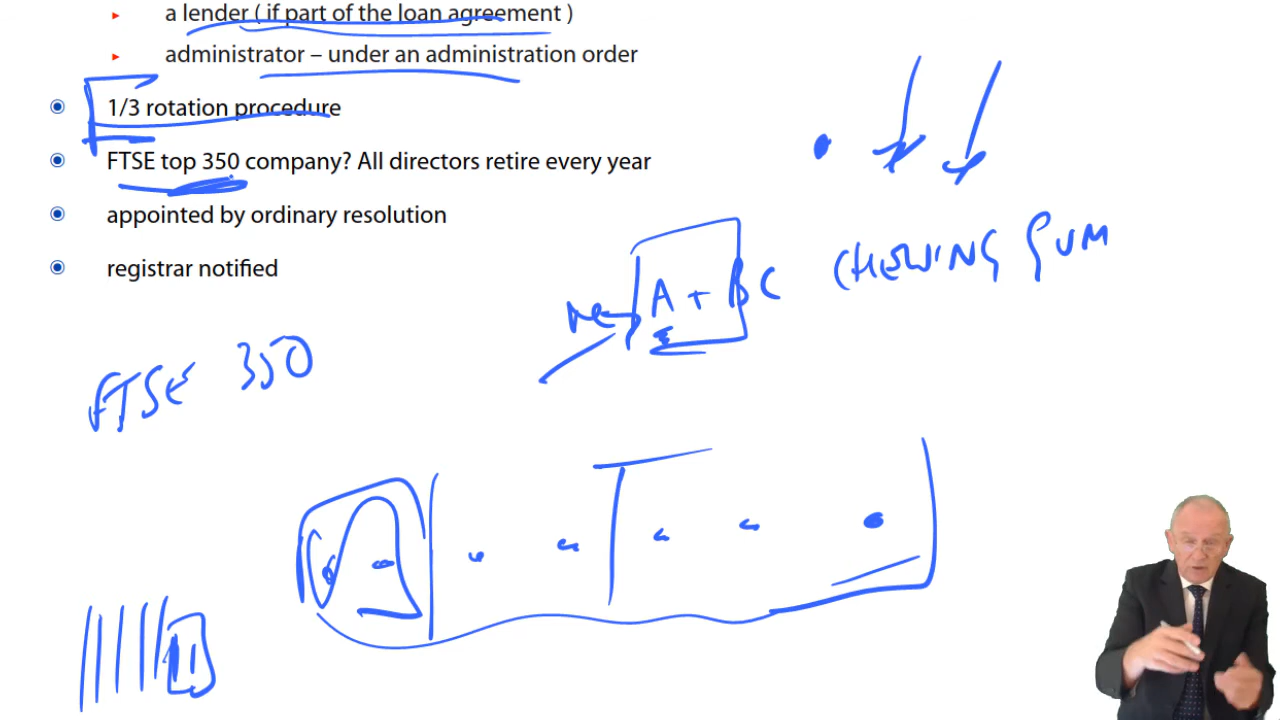 a lender ( if part of the loan agreement )
administrator – under an administration order
1/3 rotation procedure
FTSE top 350 company? All directors retire every year
appointed by ordinary resolution
registrar notified
A + B C
CHEWING GUM
FTSE 350